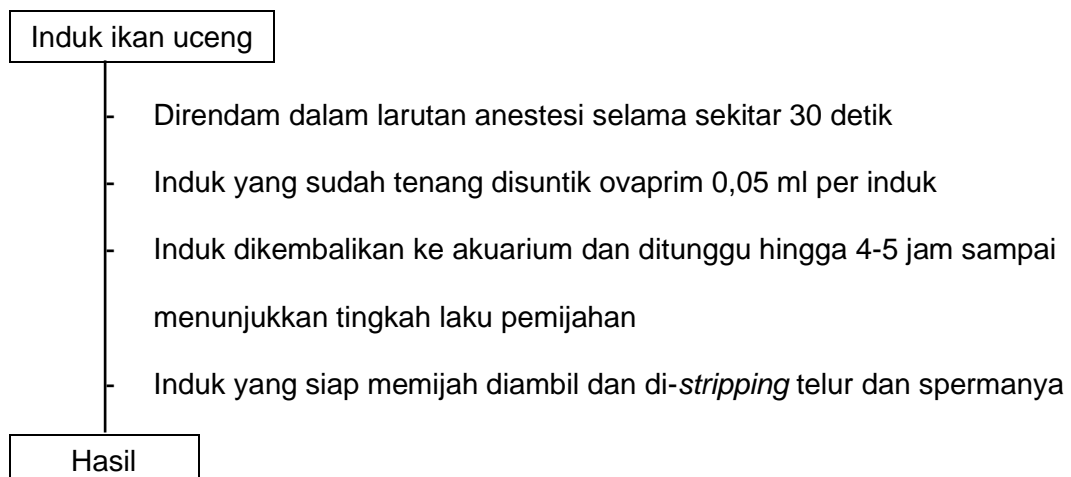 Induk ikan uceng
- Direndam dalam larutan anestesi selama sekitar 30 detik
- Induk yang sudah tenang disuntik ovaprim 0,05 ml per induk
- Induk dikembalikan ke akuarium dan ditunggu hingga 4-5 jam sampai
menunjukkan tingkah laku pemijahan
- Induk yang siap memijah diambil dan di-stripping telur dan spermanya
Hasil